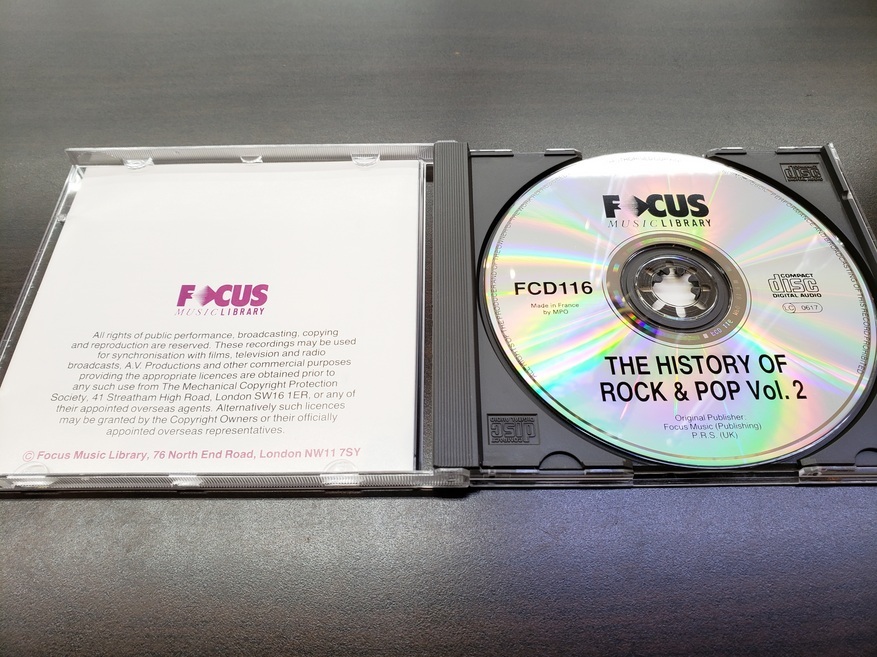 FOCUS
MUSIC LIBRARY
All rights of public performance, broadcasting, copying
and reproduction are reserved. These recordings may be used
for synchronisation with films, television and radio
broadcasts, A.V. Productions and other commercial purposes
providing the appropriate licences are obtained prior to
any such use from The Mechanical Copyright Protection
Society, 41 Streatham High Road, London SW16 1ER, or any of
their appointed overseas agents. Alternatively such licences
may be granted by the Copyright Owners or their officially
appointed overseas representatives.
© Focus Music Library, 76 North End Road, London NW11 7SY
FOCUS
MUSIC LIBRARY
FCD116
Made in France
by MPO
COMPACT
disc
DIGITAL AUDIO
LC 0617
THE HISTORY OF
ROCK & POP Vol. 2
Original Publisher
Focus Music (Publishing)
P.R.S. (UK)
disc
COMPACT
disc